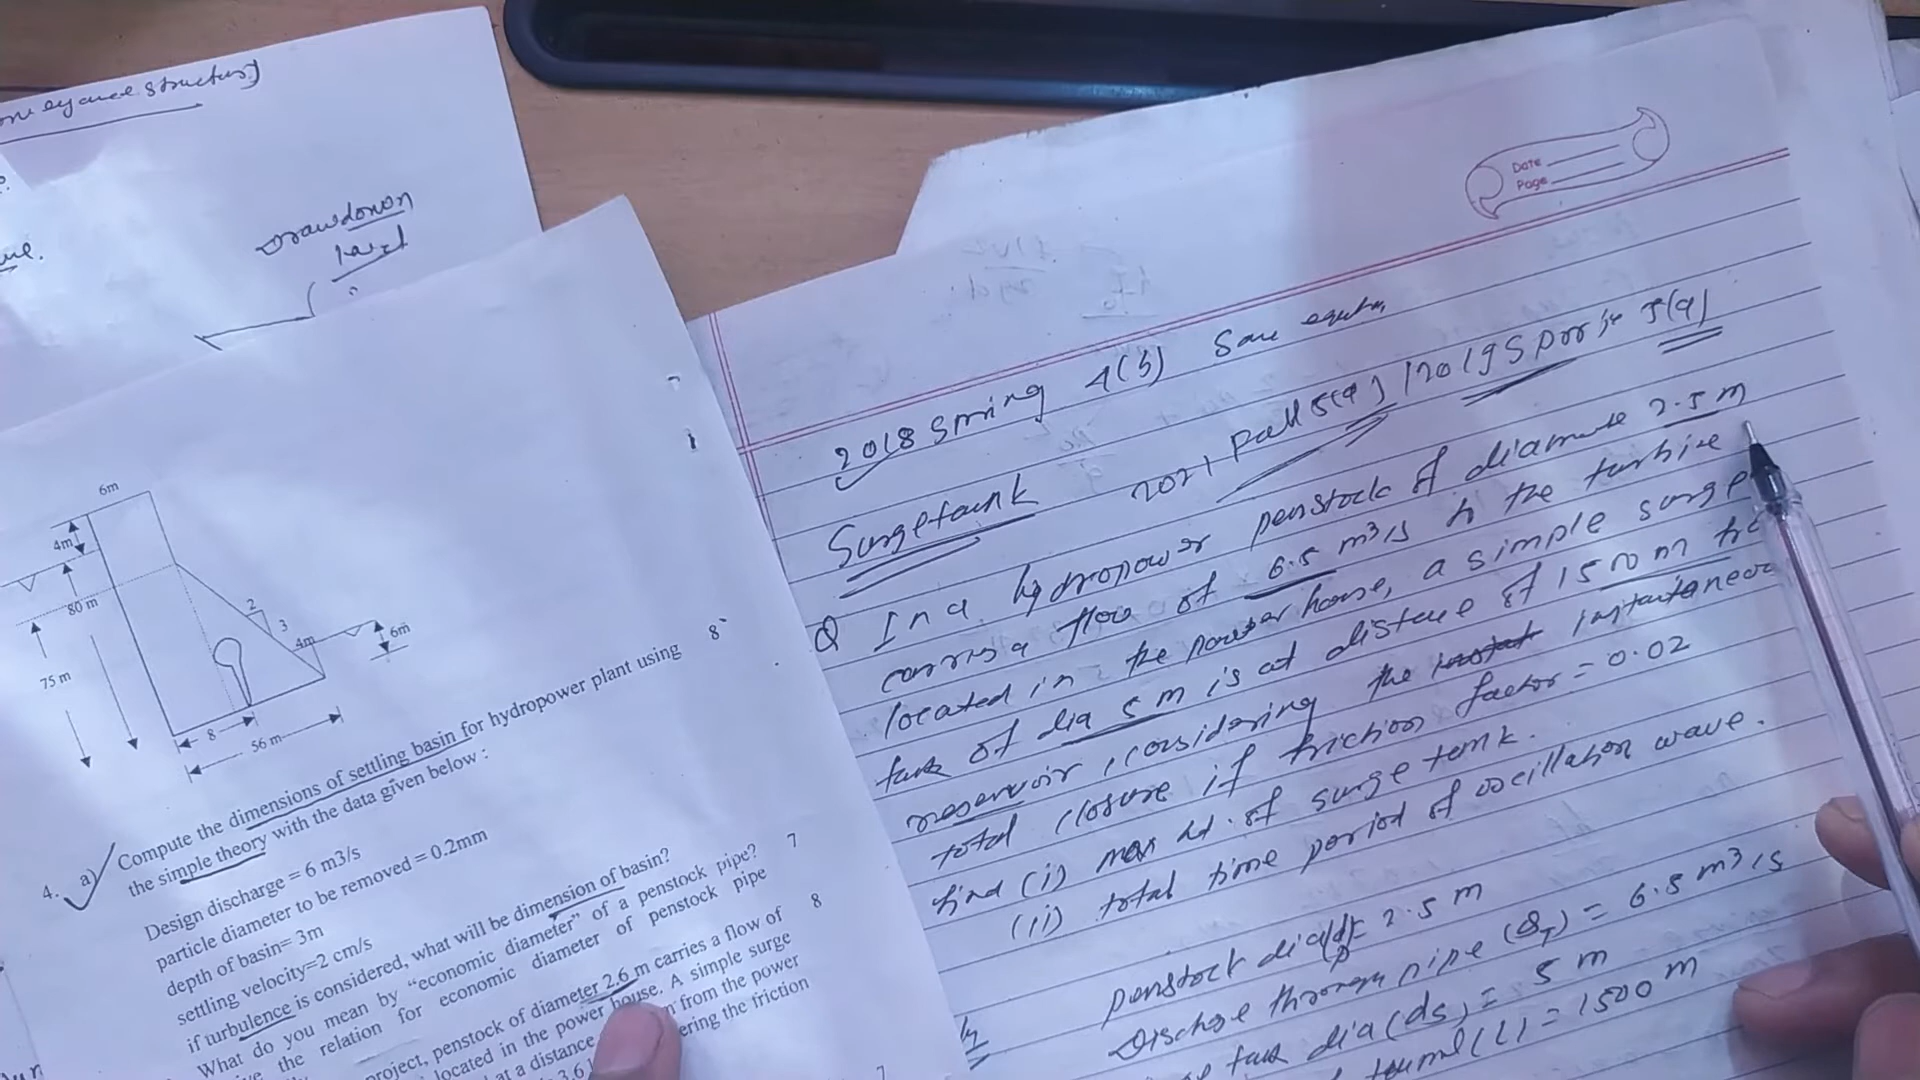 eyance structure)
Drawdown
level
6m
4m
80 m
75 m
2
3
4m
6m
8
56 m
4. a) Compute the dimensions of settling basin for hydropower plant using 8
the simple theory with the data given below :
Design discharge = 6 m3/s
particle diameter to be removed = 0.2mm
depth of basin= 3m
settling velocity=2 cm/s
if turbulence is considered, what will be dimension of basin?
What do you mean by "economic diameter" of a penstock pipe? 7
the relation for economic diameter of penstock pipe
project, penstock of diameter 2.6 m carries a flow of 8
located in the power house. A simple surge
at a distance from the power
3.6 ering the friction
7
Date
Page
2018 Spring 4(b) Same
Surgetank 2021 Fall 5(a) / 2019 Spring 5(a)
Q In a hydropower penstock of diameter 2.5 m
carries a flow of 6.5 m3/s to the turbine
located in the power house, a simple surge
tank of dia 5 m is at distance of 1500 m
reservoir, considering the instantaneou
total closure if friction factor = 0.02
find (i) max ht. of surge tank.
(ii) total time period of oscillation wave.
penstock dia(dp)= 2.5 m
Discharge through pipe (QT) = 6.5 m3/s
tank dia (ds) = 5 m
tunnel (L) = 1500 m